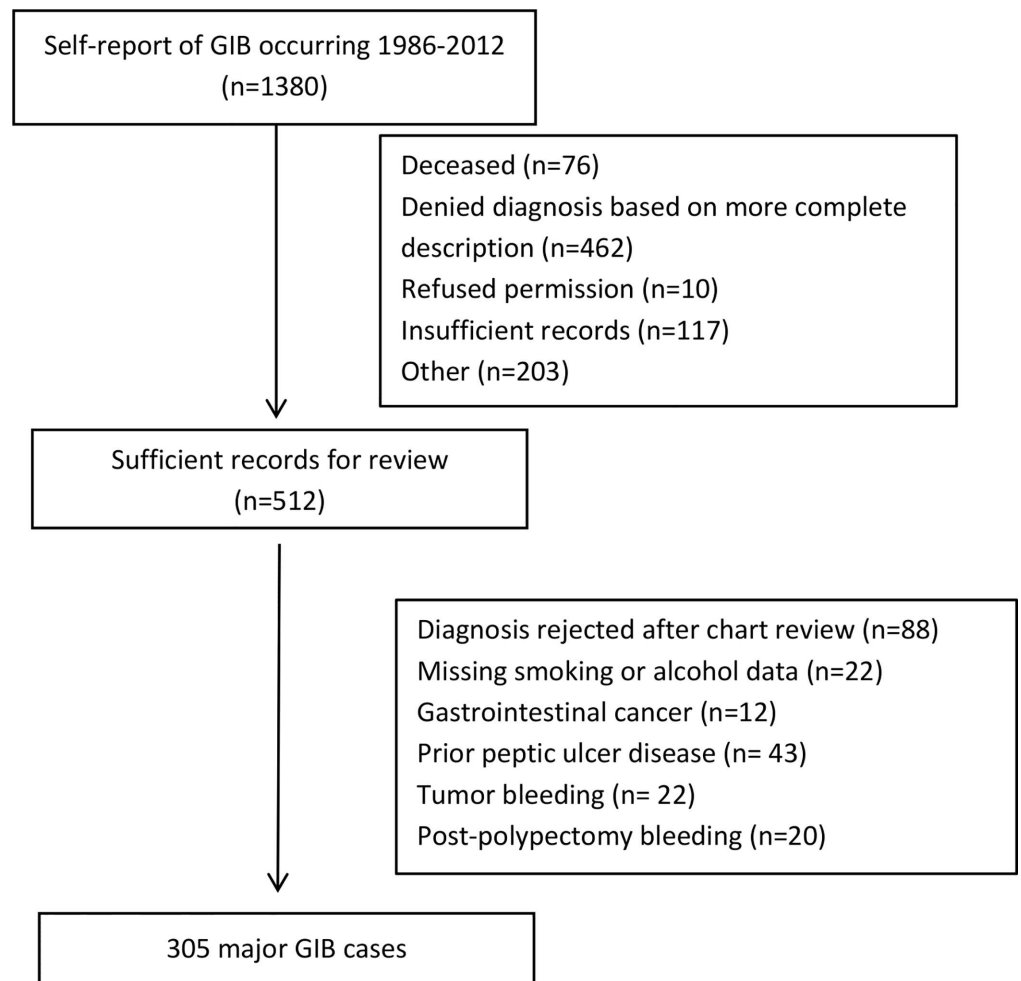 Self-report of GIB occurring 1986-2012
(n=1380)
Deceased (n=76)
Denied diagnosis based on more complete
description (n=462)
Refused permission (n=10)
Insufficient records (n=117)
Other (n=203)
Sufficient records for review
(n=512)
Diagnosis rejected after chart review (n=88)
Missing smoking or alcohol data (n=22)
Gastrointestinal cancer (n=12)
Prior peptic ulcer disease (n= 43)
Tumor bleeding (n= 22)
Post-polypectomy bleeding (n=20)
305 major GIB cases